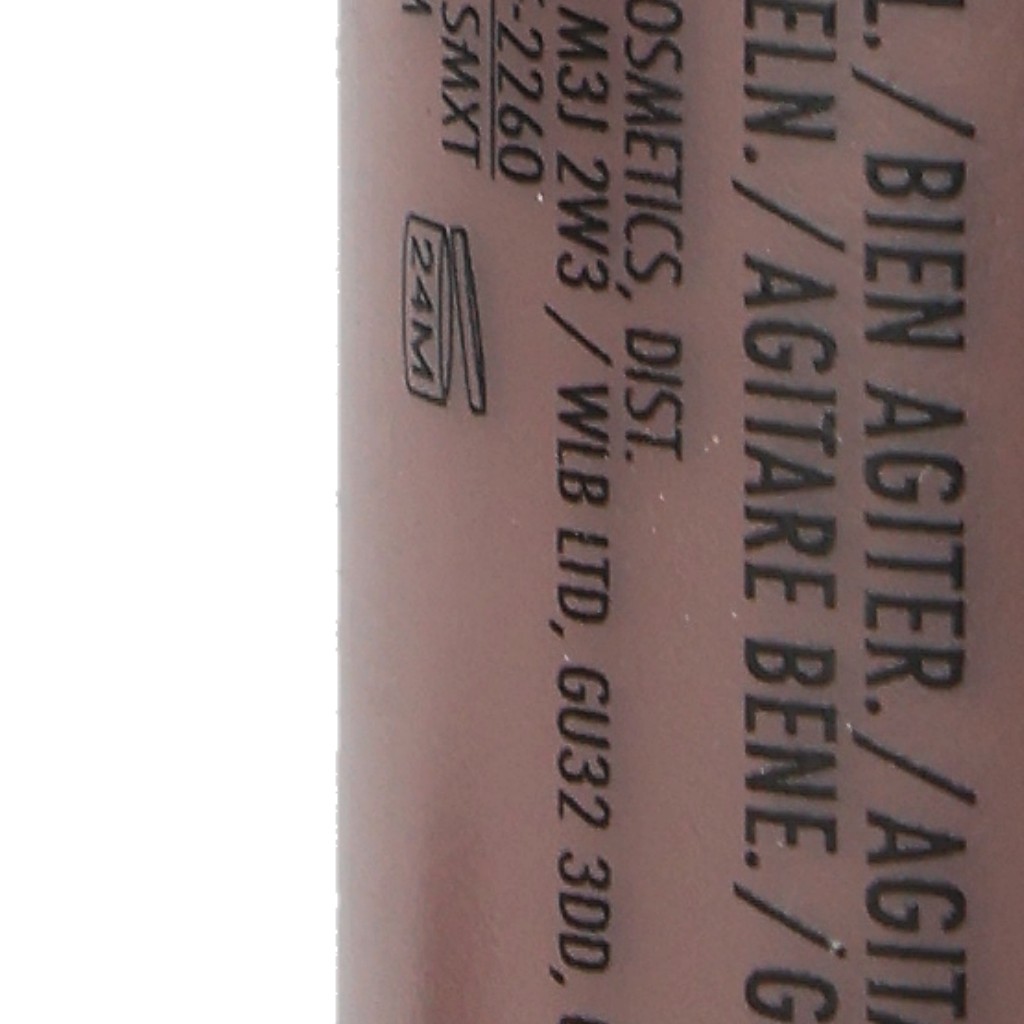 L. / BIEN AGITER. / AGIT
ELN. / AGITARE BENE. / G
OSMETICS, DIST.
M3J 2W3 / WLB LTD, GU32 3DD,
-2260
SMXT
24M